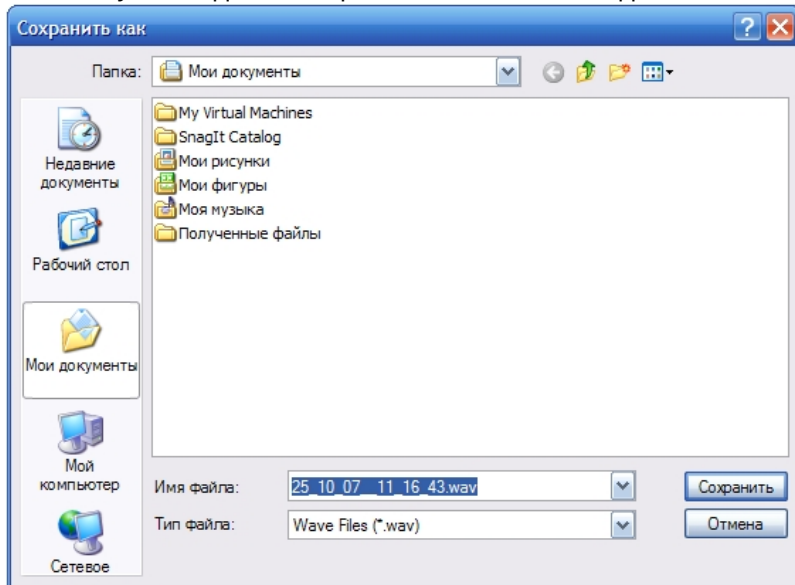 Сохранить как
Папка:
Мои документы
My Virtual Machines
SnagIt Catalog
Мои рисунки
Мои фигуры
Моя музыка
Полученные файлы
Недавние
документы
Рабочий стол
Мои документы
Мой
компьютер
Сетевое
Имя файла:
25_10_07__11_16_43.wav
Сохранить
Тип файла:
Wave Files (*.wav)
Отмена